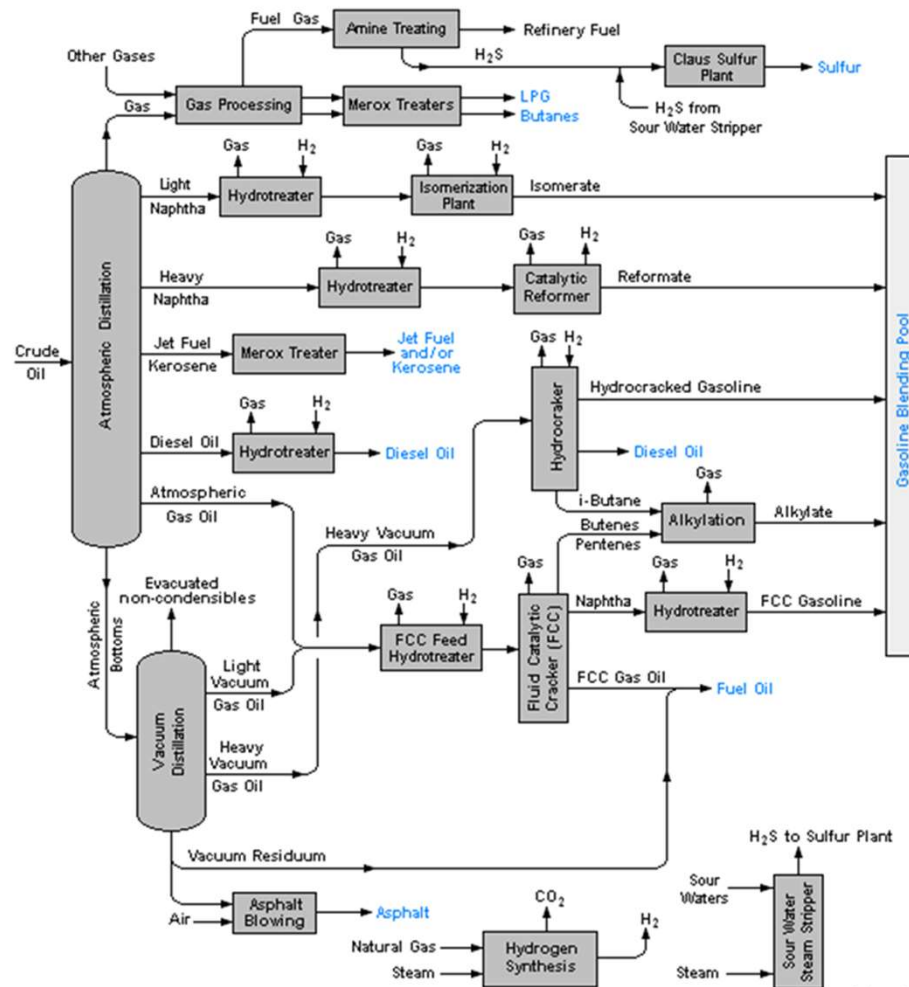 Fuel Gas
Amine Treating
Refinery Fuel
Other Gases
H2S
Claus Sulfur
Plant
Sulfur
Gas
Gas Processing
Merox Treaters
LPG
Butanes
H2S from
Sour Water Stripper
Gas
H2
Gas
H2
Light
Naphtha
Hydrotreater
Isomerization
Plant
Isomerate
Gas
H2
Gas
H2
Heavy
Naphtha
Hydrotreater
Catalytic
Reformer
Reformate
Atmospheric Distillation
Crude
Oil
Jet Fuel
Kerosene
Merox Treater
Jet Fuel
and/or
Kerosene
Gas
H2
Hydrocraker
Hydrocracked Gasoline
Gasoline Blending Pool
Gas
H2
Diesel Oil
Hydrotreater
Diesel Oil
Diesel Oil
Atmospheric
Gas Oil
i-Butane
Gas
Alkylation
Alkylate
Butenes
Pentenes
Heavy Vacuum
Gas Oil
Atmospheric
Bottoms
Evacuated
non-condensibles
Gas
H2
FCC Feed
Hydrotreater
Gas
Fluid Catalytic
Cracker (FCC)
Naphtha
Gas
H2
Hydrotreater
FCC Gasoline
Light
Vacuum
Gas Oil
FCC Gas Oil
Fuel Oil
Vacuum
Distillation
Heavy
Vacuum
Gas Oil
Vacuum Residuum
Air
Asphalt
Blowing
Asphalt
CO2
H2
Natural Gas
Steam
Hydrogen
Synthesis
H2S to Sulfur Plant
Sour
Waters
Sour Water
Steam Stripper
Steam